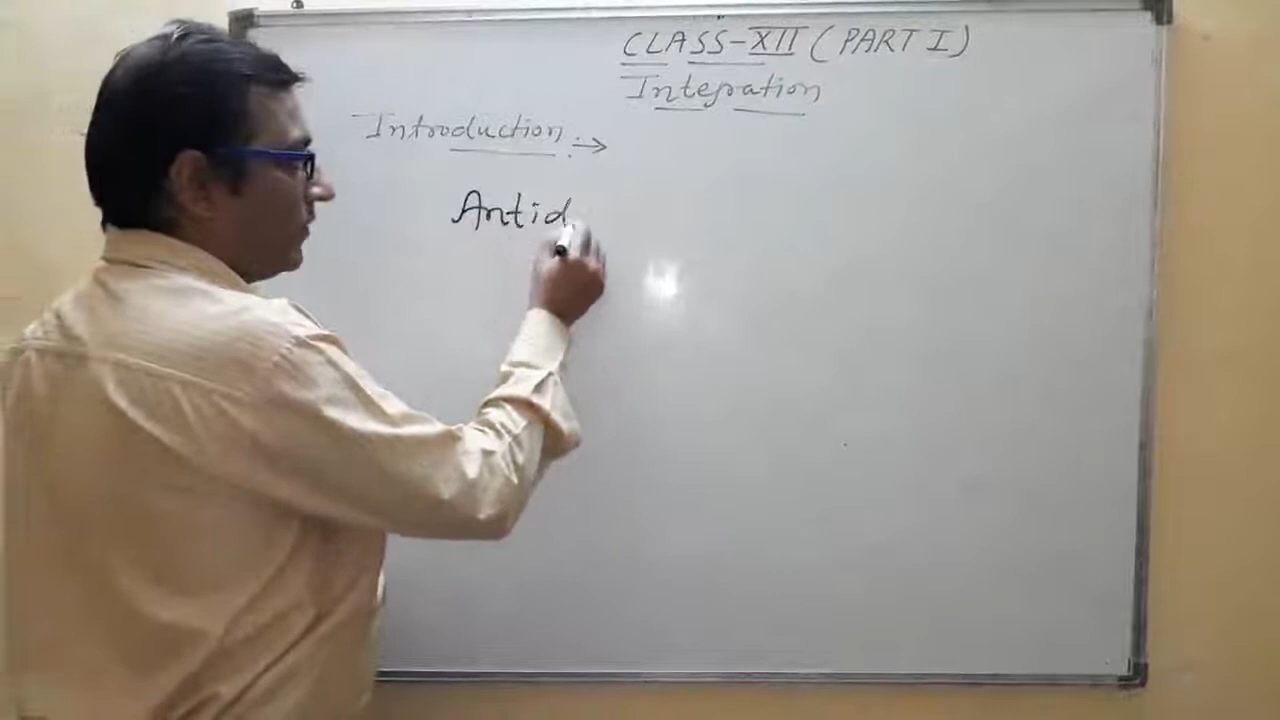 CLASS-XII (PART I)
Integration
Introduction :→
Antid